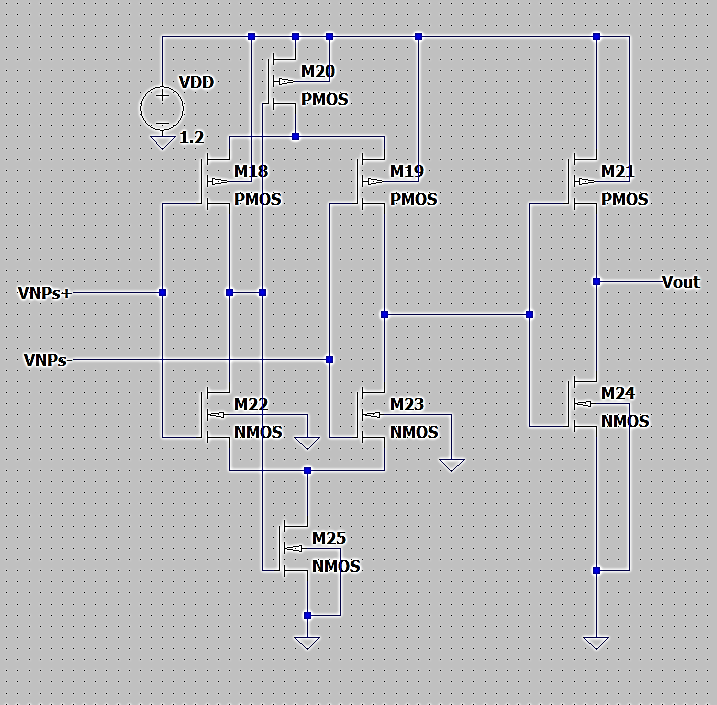 M20
VDD
PMOS
1.2
M18
M19
M21
PMOS
PMOS
PMOS
VNPs+
Vout
VNPs-
M24
M22
M23
NMOS
NMOS
NMOS
M25
NMOS